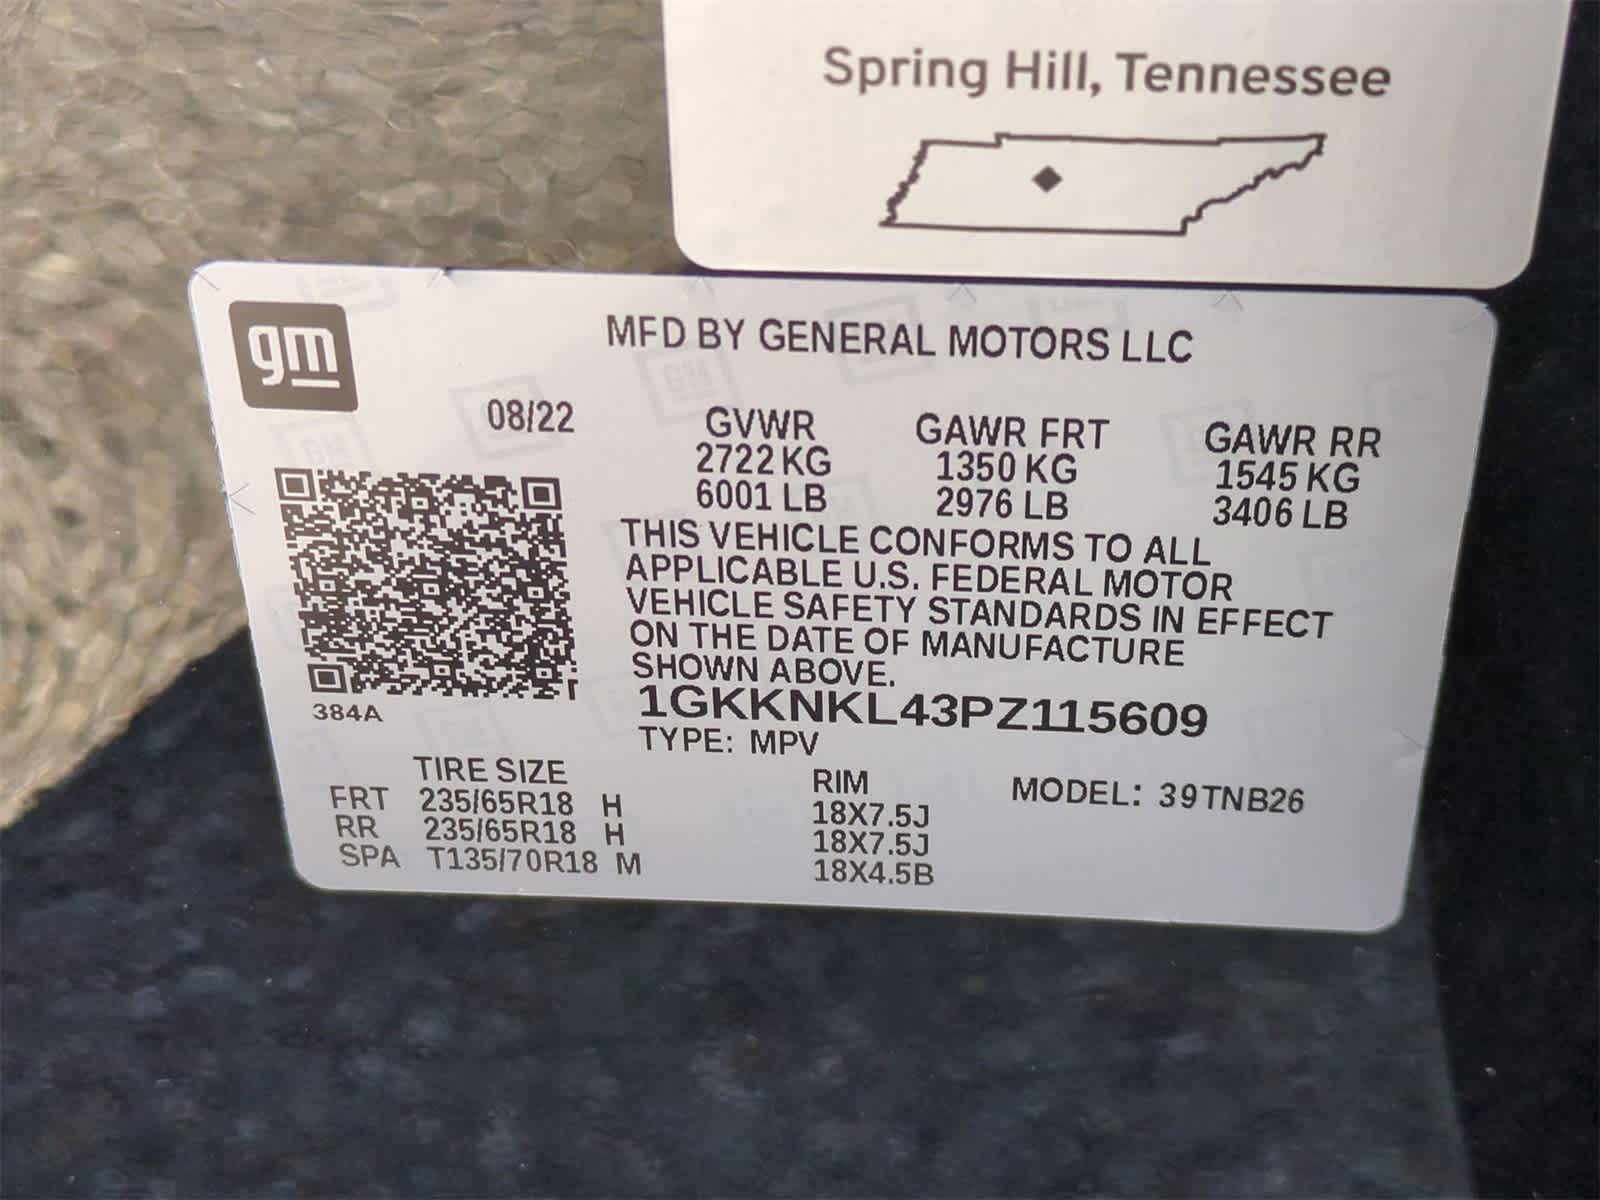 Spring Hill, Tennessee
gm
MFD BY GENERAL MOTORS LLC
08/22
GVWR GAWR FRT GAWR RR
2722 KG 1350 KG 1545 KG
6001 LB 2976 LB 3406 LB
THIS VEHICLE CONFORMS TO ALL
APPLICABLE U.S. FEDERAL MOTOR
VEHICLE SAFETY STANDARDS IN EFFECT
ON THE DATE OF MANUFACTURE
SHOWN ABOVE.
1GKKNKL43PZ115609
384A
TYPE: MPV
TIRE SIZE RIM MODEL: 39TNB26
FRT 235/65R18 H 18X7.5J
RR 235/65R18 H 18X7.5J
SPA T135/70R18 M 18X4.5B